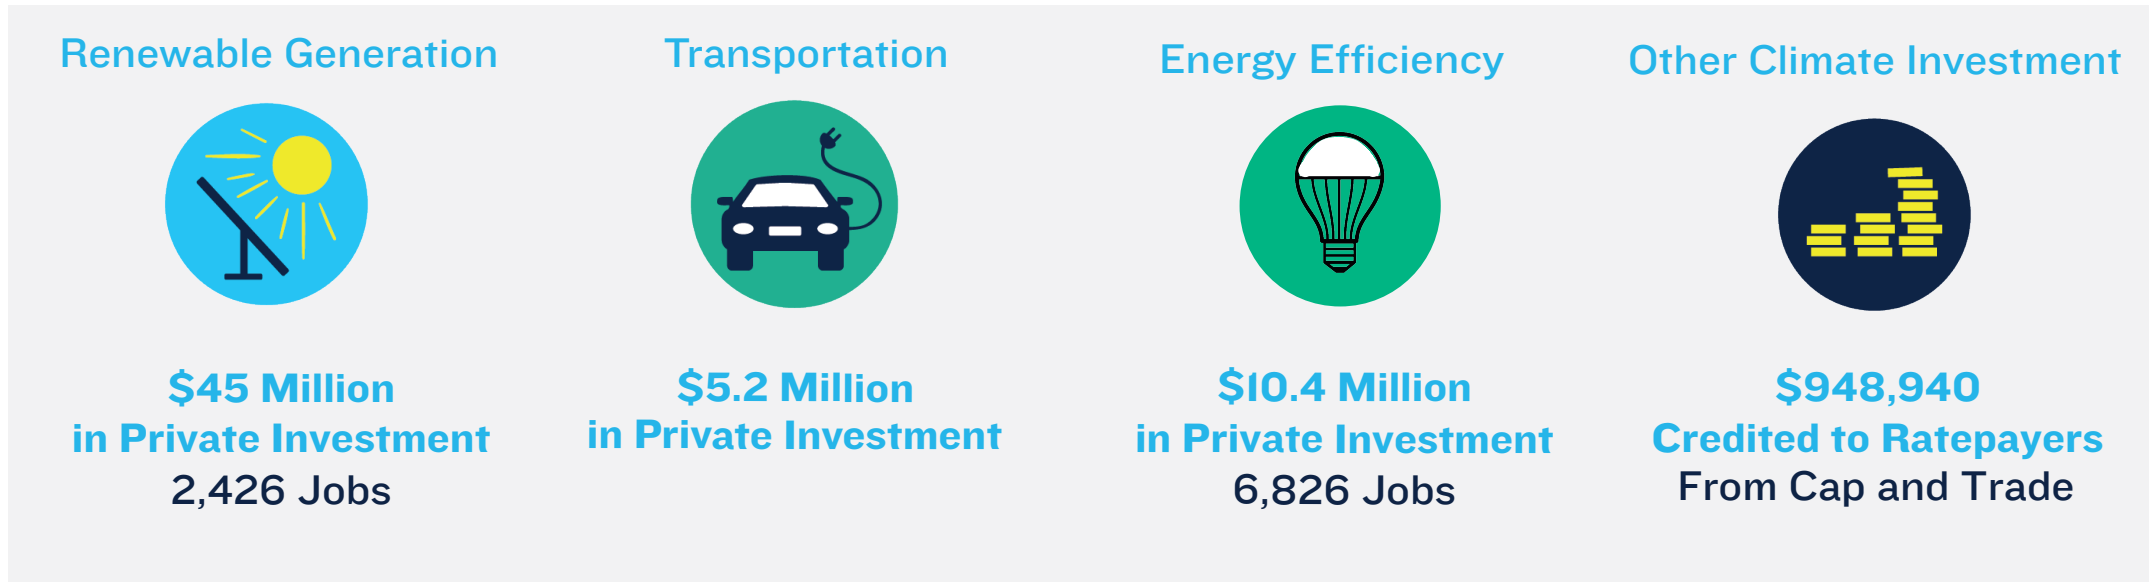 Renewable Generation
$45 Million
in Private Investment
2,426 Jobs
Transportation
$5.2 Million
in Private Investment
Energy Efficiency
$10.4 Million
in Private Investment
6,826 Jobs
Other Climate Investment
$948,940
Credited to Ratepayers
From Cap and Trade